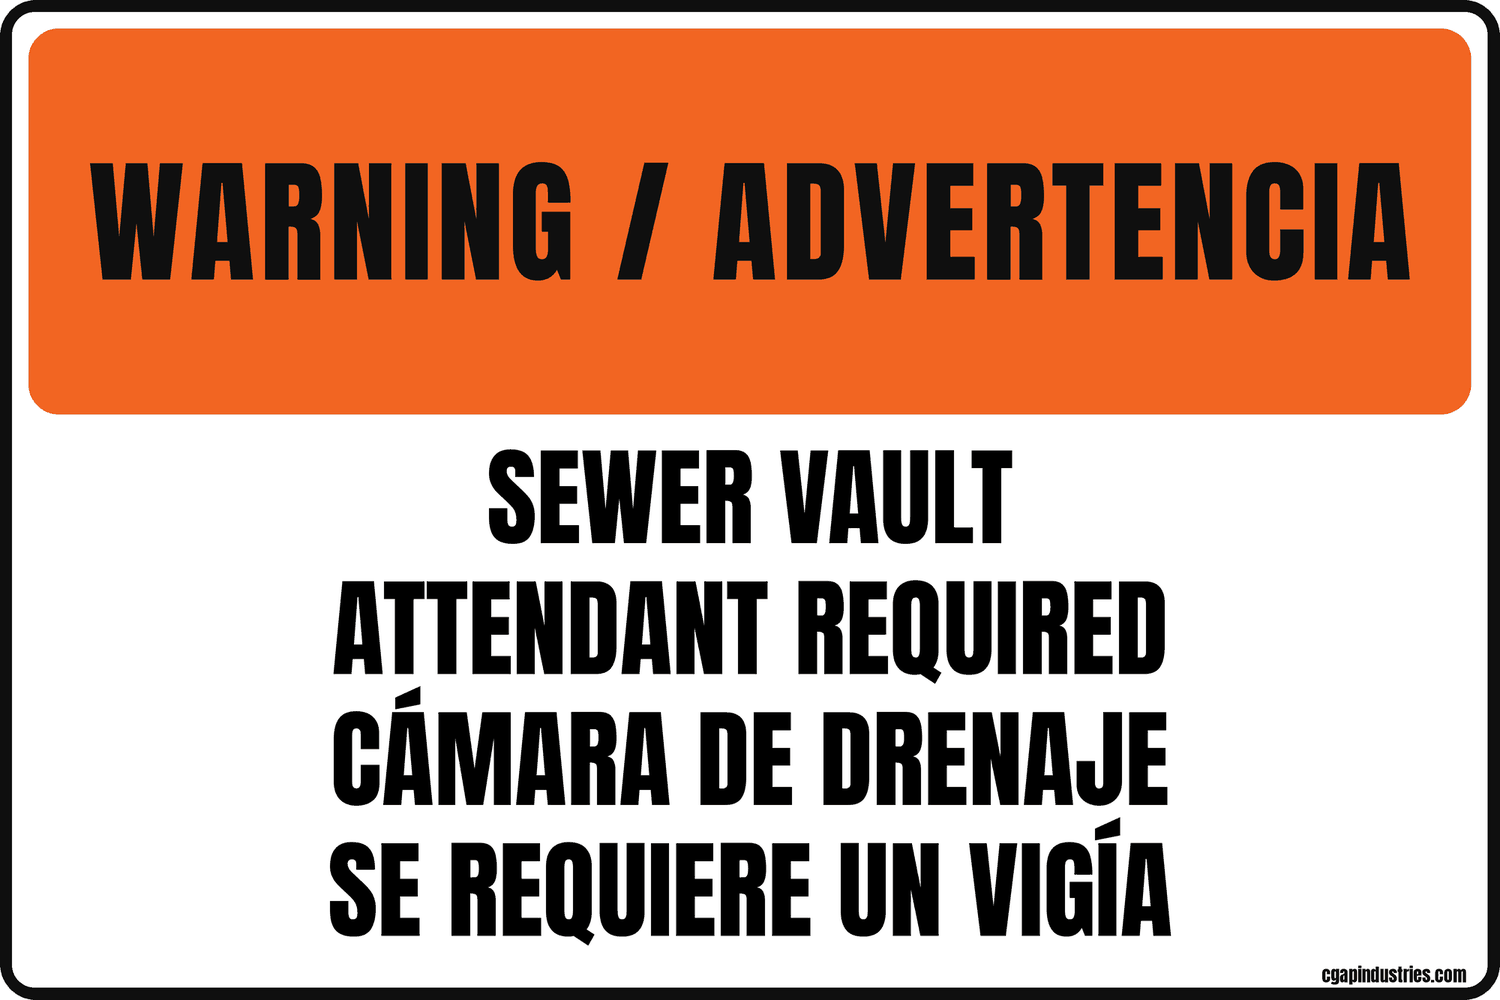 WARNING / ADVERTENCIA
SEWER VAULT
ATTENDANT REQUIRED
CÁMARA DE DRENAJE
SE REQUIERE UN VIGÍA
cgapindustries.com